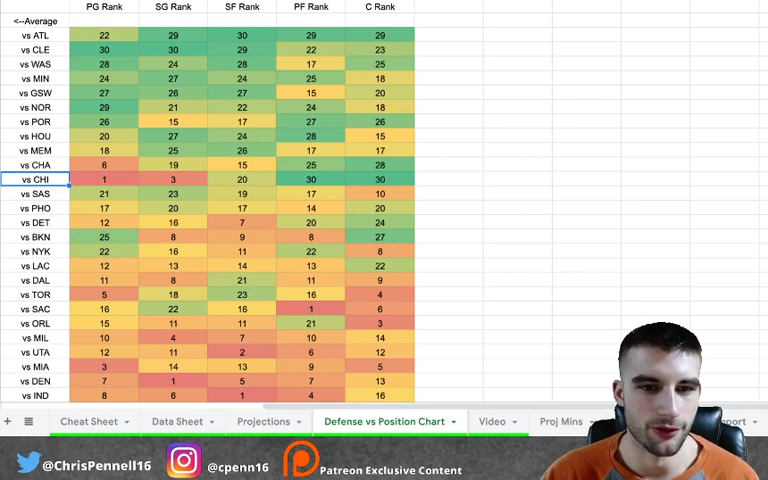 PG Rank SG Rank SF Rank PF Rank C Rank
<--Average
vs ATL 22 29 30 29 29
vs CLE 30 30 29 22 23
vs WAS 28 24 28 17 25
vs MIN 24 27 24 25 18
vs GSW 27 26 27 15 20
vs NOR 29 21 22 24 18
vs POR 26 15 17 27 26
vs HOU 20 27 24 28 15
vs MEM 18 25 26 17 17
vs CHA 6 19 15 25 28
vs CHI 1 3 20 30 30
vs SAS 21 23 19 17 10
vs PHO 17 20 17 14 20
vs DET 12 16 7 20 24
vs BKN 25 8 9 8 27
vs NYK 22 16 11 22 8
vs LAC 12 13 14 13 22
vs DAL 11 8 21 11 9
vs TOR 5 18 23 16 4
vs SAC 16 22 16 1 6
vs ORL 15 11 11 21 3
vs MIL 10 4 7 10 14
vs UTA 12 11 2 6 12
vs MIA 3 14 13 9 5
vs DEN 7 1 5 7 13
vs IND 8 6 1 4 16
+ Cheat Sheet Data Sheet Projections Defense vs Position Chart Video Proj Mins
@ChrisPennell16 @cpenn16 Patreon Exclusive Content